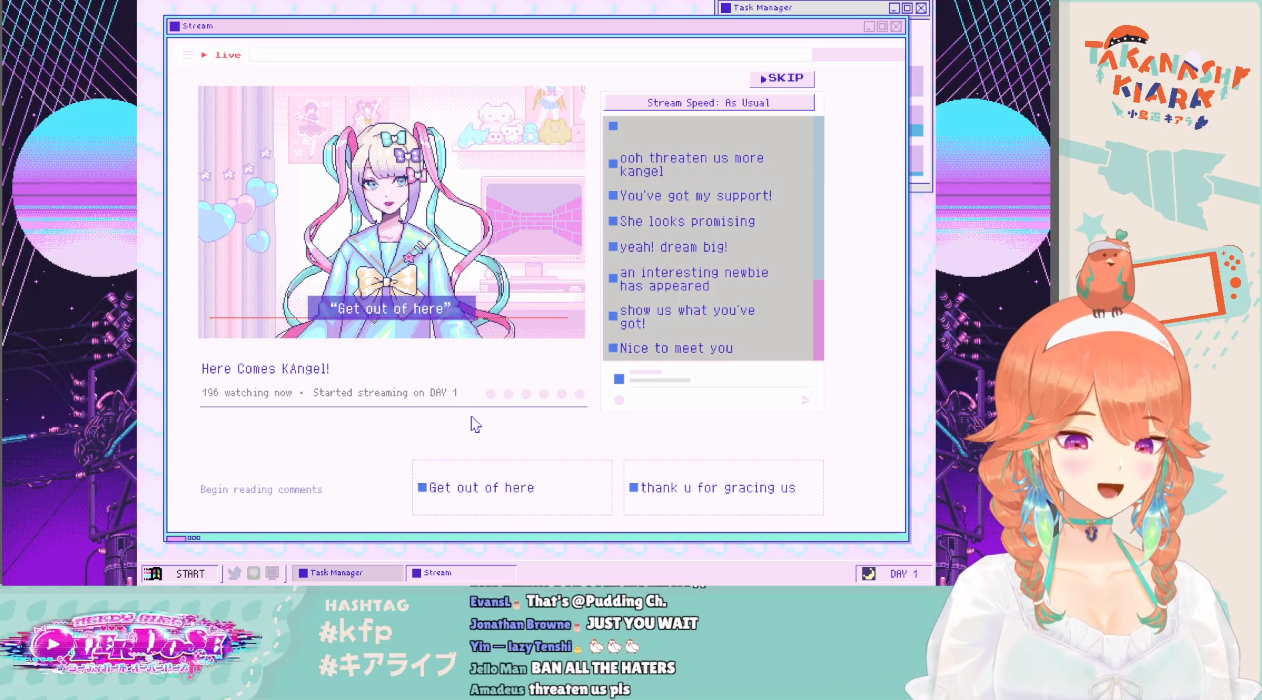 Task Manager
Stream
live
SKIP
Stream Speed: As Usual
ooh threaten us more
kangel
You've got my support!
She looks promising
yeah! dream big!
an interesting newbie
has appeared
show us what you've
got!
Nice to meet you
“Get out of here”
Here Comes KAngel!
196 watching now • Started streaming on DAY 1
Begin reading comments
Get out of here
thank u for gracing us
START
Task Manager
Stream
DAY 1
TAKANASHI
KIARA
小鳥遊キアラ
NEEDY GIRL
OVERDOSE
HASHTAG
#kfp
#キアライブ
EvansL That's @Pudding Ch.
Jonathan Browne JUST YOU WAIT
Yin — lazyTenshi
Jello Man BAN ALL THE HATERS
Amadeus threaten us pls